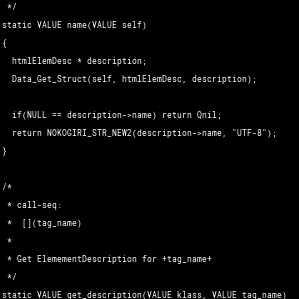 */
static VALUE name(VALUE self)
{
  htmlElemDesc * description;
  Data_Get_Struct(self, htmlElemDesc, description);

  if(NULL == description->name) return Qnil;
  return NOKOGIRI_STR_NEW2(description->name, "UTF-8");
}

/*
 * call-seq:
 *  [](tag_name)
 *
 * Get ElemementDescription for +tag_name+
 */
static VALUE get_description(VALUE klass, VALUE tag_name)